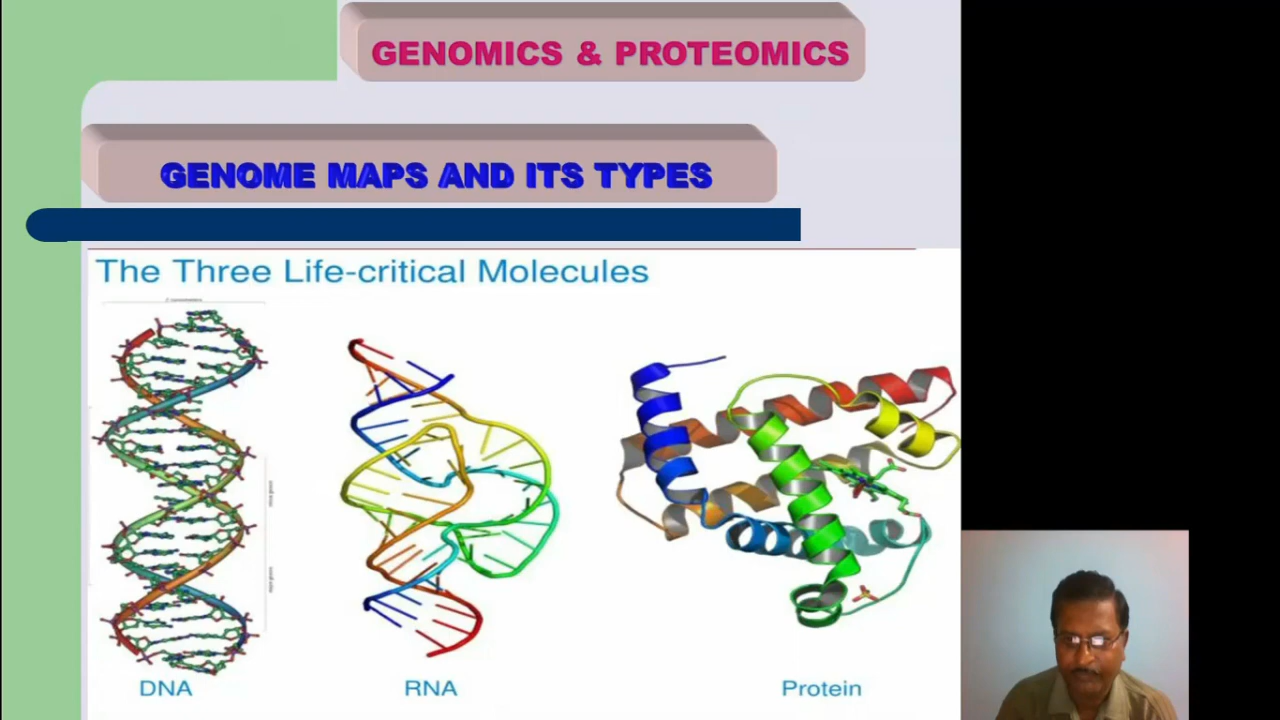 GENOMICS & PROTEOMICS
GENOME MAPS AND ITS TYPES
The Three Life-critical Molecules
DNA
RNA
Protein